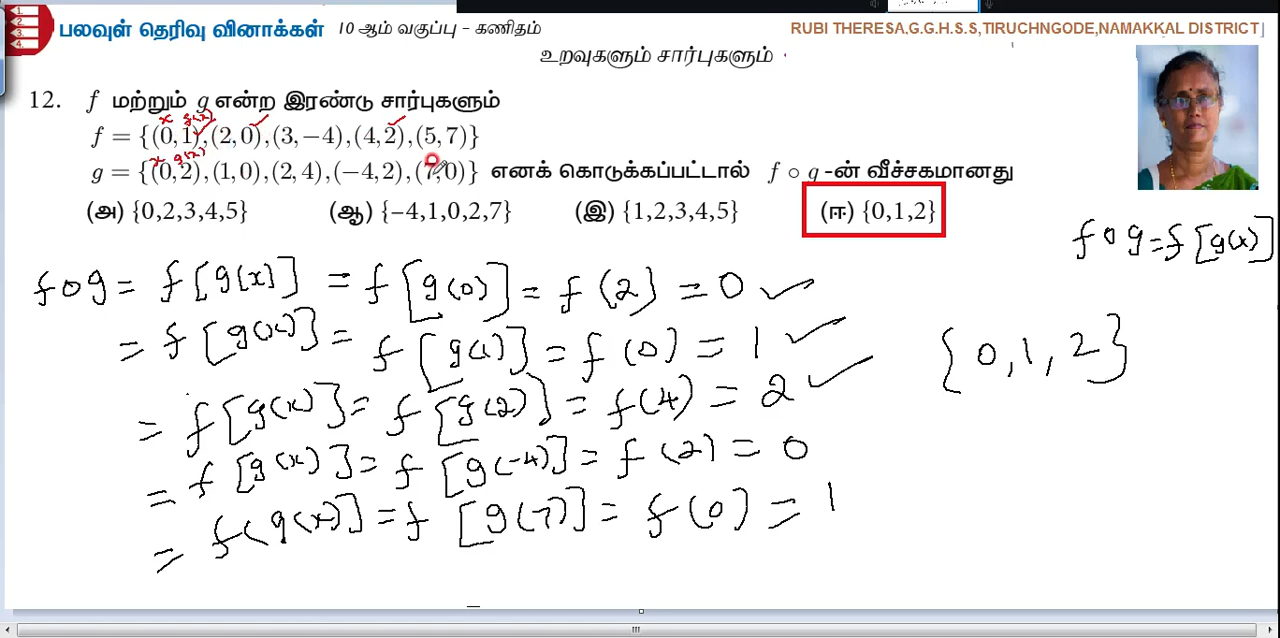 1.
2.
3.
4.
பலவுள் தெரிவு வினாக்கள் 10 ஆம் வகுப்பு – கணிதம் RUBI THERESA,G.G.H.S.S,TIRUCHNGODE,NAMAKKAL DISTRICT]
உறவுகளும் சார்புகளும்
12. f மற்றும் g என்ற இரண்டு சார்புகளும்
x f(x)
f = {(0,1),(2,0),(3,−4),(4,2),(5,7)}
x g(x)
g = {(0,2),(1,0),(2,4),(−4,2),(7,0)} எனக் கொடுக்கப்பட்டால் f ∘ g -ன் வீச்சகமானது
(அ) {0,2,3,4,5} (ஆ) {−4,1,0,2,7} (இ) {1,2,3,4,5} (ஈ) {0,1,2}
fog = f[g(x)]
fog = f[g(x)] = f[g(0)] = f(2) = 0 ✓
= f[g(x)] = f[g(1)] = f(0) = 1 ✓
{0,1,2}
= f[g(x)] = f[g(2)] = f(4) = 2 ✓
= f[g(x)] = f[g(-4)] = f(2) = 0
= f(g(x)] = f[g(7)] = f(0) = 1